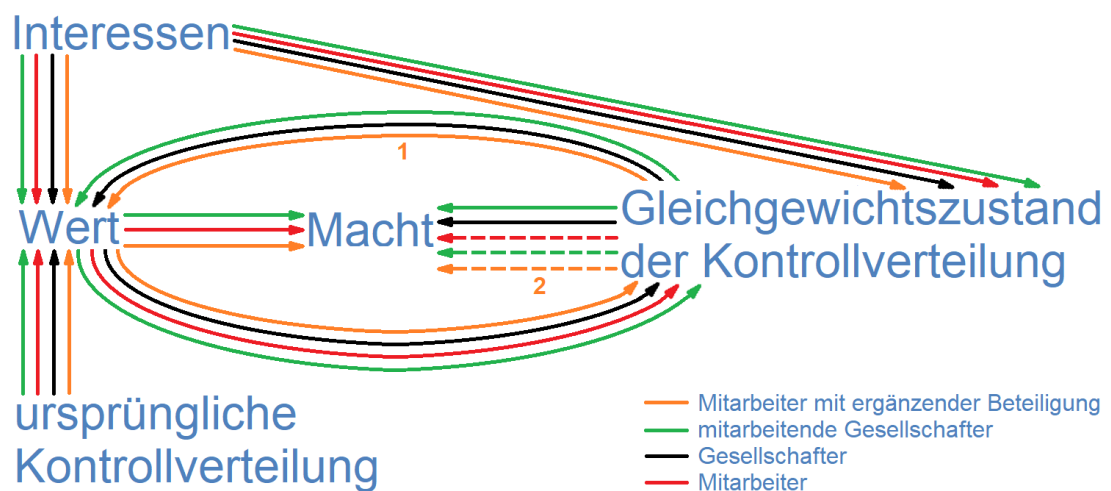 Interessen
1
Wert
Macht
Gleichgewichtszustand
der Kontrollverteilung
2
ursprüngliche
Kontrollverteilung
Mitarbeiter mit ergänzender Beteiligung
mitarbeitende Gesellschafter
Gesellschafter
Mitarbeiter